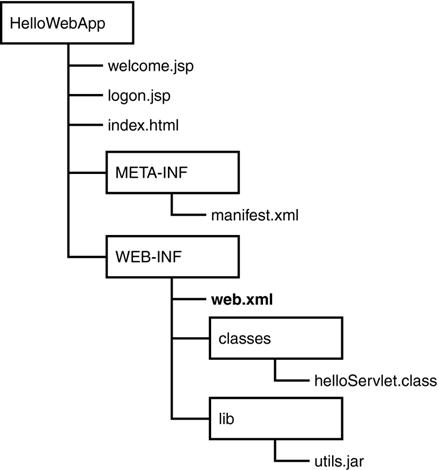 HelloWebApp
welcome.jsp
logon.jsp
index.html
META-INF
manifest.xml
WEB-INF
web.xml
classes
helloServlet.class
lib
utils.jar